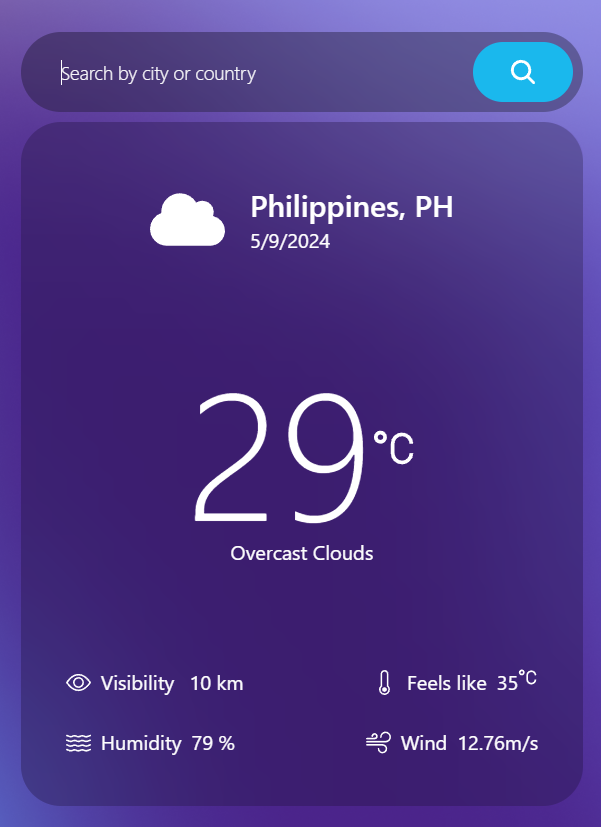 Search by city or country
Philippines, PH
5/9/2024
29°C
Overcast Clouds
Visibility 10 km
Feels like 35°C
Humidity 79 %
Wind 12.76m/s